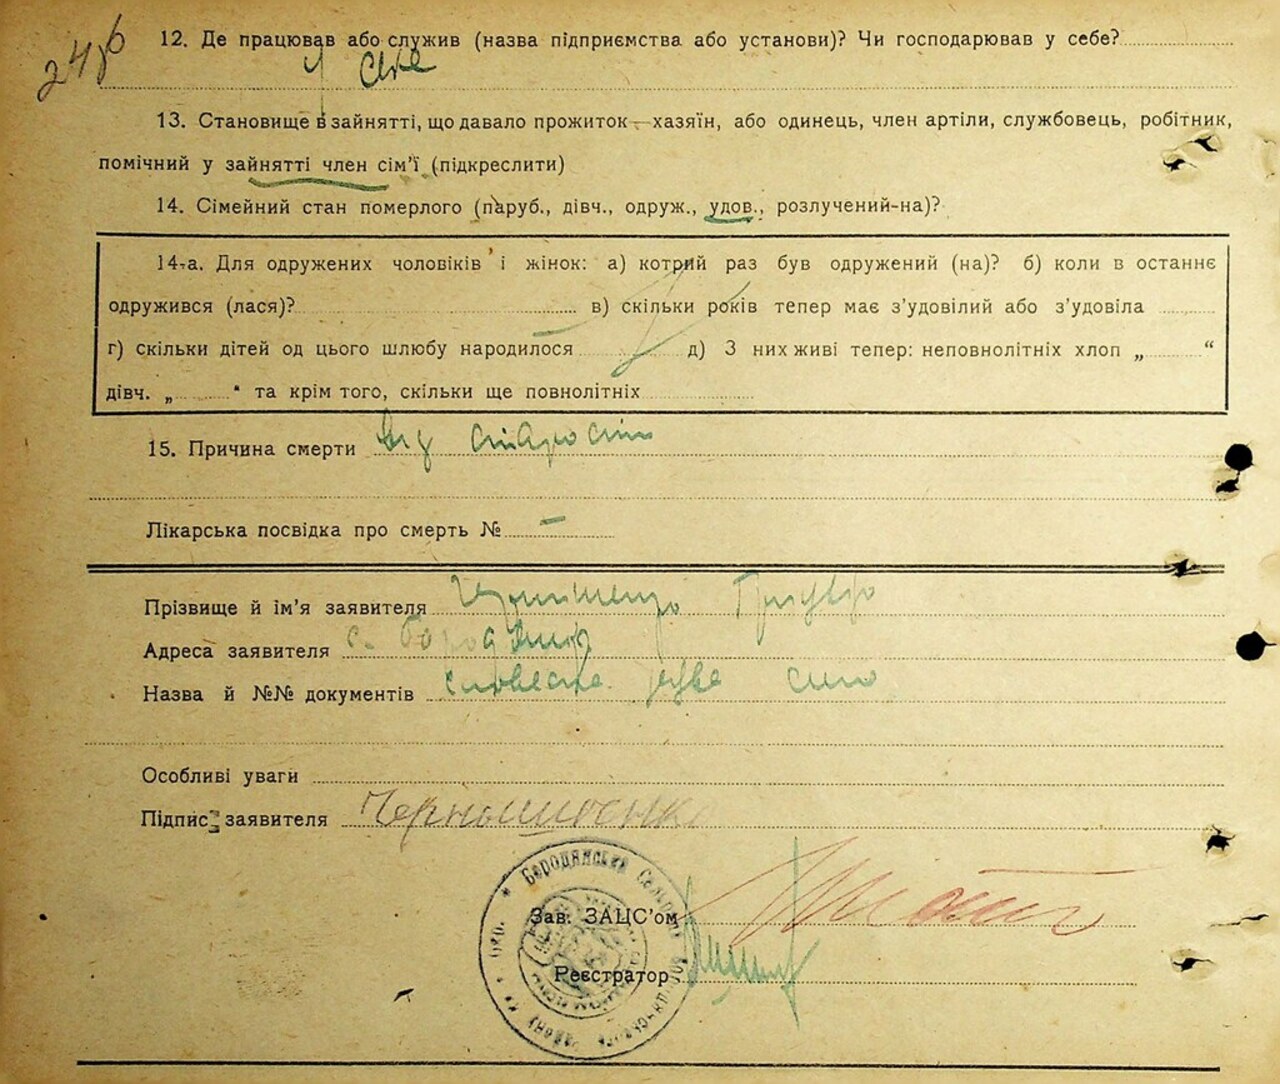 12. Де працював або служив (назва підприємства або установи)? Чи господарював у себе?
у себе
13. Становище в зайнятті, що давало прожиток — хазяїн, або одинець, член артіли, службовець, робітник,
помічний у зайнятті член сім'ї (підкреслити)
14. Сімейний стан померлого (паруб., дівч., одруж., удов., розлучений-на)?
14-а. Для одружених чоловіків і жінок: а) котрий раз був одружений (на)? б) коли в останнє
одружився (лася)? в) скільки років тепер має з'удовілий або з'удовіла
г) скільки дітей од цього шлюбу народилося д) З них живі тепер: неповнолітніх хлоп „ “
дівч. „ “ та крім того, скільки ще повнолітніх
15. Причина смерти від старости
Лікарська посвідка про смерть № —
Прізвище й ім'я заявителя
Адреса заявителя с.
Назва й №№ документів
Особливі уваги
Підпис заявителя
Зав. ЗАЦС'ом
Реєстратор